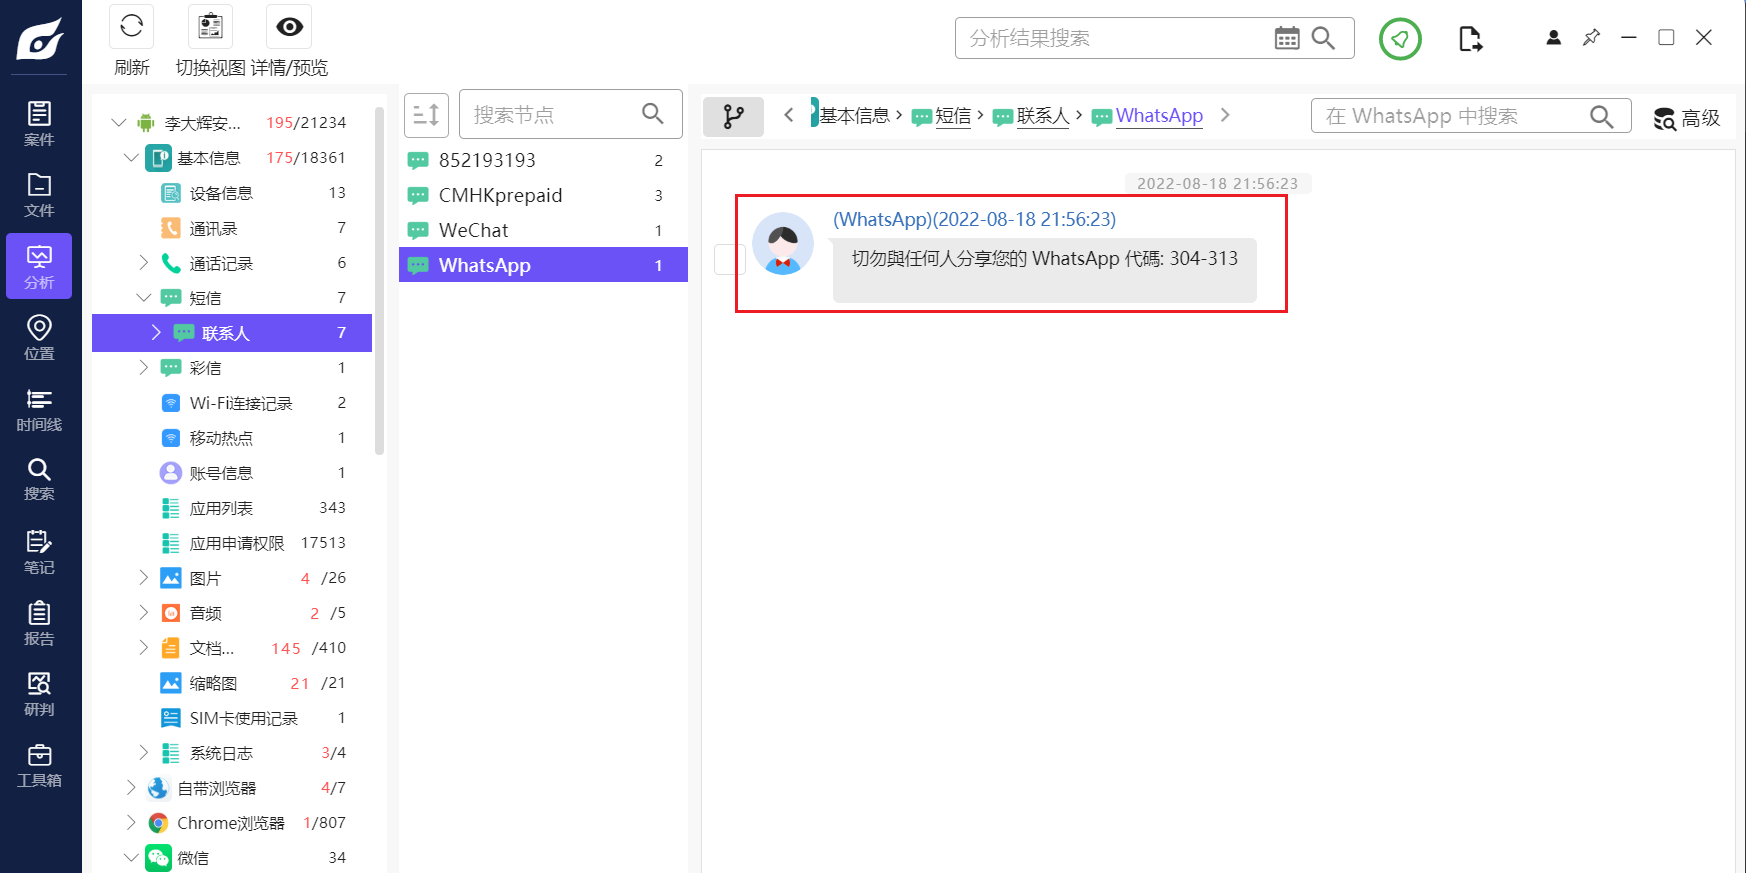 刷新
切换视图
详情/预览
分析结果搜索
案件
文件
分析
位置
时间线
搜索
笔记
报告
研判
工具箱
李大辉安... 195/21234
基本信息 175/18361
设备信息 13
通讯录 7
通话记录 6
短信 7
联系人 7
彩信 1
Wi-Fi连接记录 2
移动热点 1
账号信息 1
应用列表 343
应用申请权限 17513
图片 4 /26
音频 2 /5
文档... 145 /410
缩略图 21 /21
SIM卡使用记录 1
系统日志 3/4
自带浏览器 4/7
Chrome浏览器 1/807
微信 34
搜索节点
852193193 2
CMHKprepaid 3
WeChat 1
WhatsApp 1
基本信息 短信 联系人 WhatsApp
在 WhatsApp 中搜索
高级
2022-08-18 21:56:23
(WhatsApp)(2022-08-18 21:56:23)
切勿與任何人分享您的 WhatsApp 代碼: 304-313